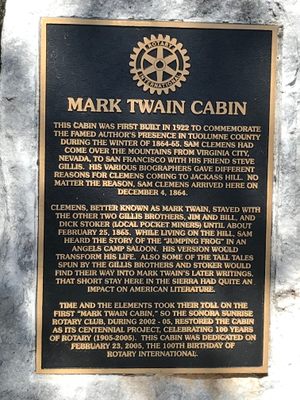 ROTARY
INTERNATIONAL
MARK TWAIN CABIN
THIS CABIN WAS FIRST BUILT IN 1922 TO COMMEMORATE
THE FAMED AUTHOR'S PRESENCE IN TUOLUMNE COUNTY
DURING THE WINTER OF 1864-65. SAM CLEMENS HAD
COME OVER THE MOUNTAINS FROM VIRGINIA CITY,
NEVADA, TO SAN FRANCISCO WITH HIS FRIEND STEVE
GILLIS. HIS VARIOUS BIOGRAPHERS GAVE DIFFERENT
REASONS FOR CLEMENS COMING TO JACKASS HILL. NO
MATTER THE REASON, SAM CLEMENS ARRIVED HERE ON
DECEMBER 4, 1864.
CLEMENS, BETTER KNOWN AS MARK TWAIN, STAYED WITH
THE OTHER TWO GILLIS BROTHERS, JIM AND BILL, AND
DICK STOKER (LOCAL POCKET MINERS) UNTIL ABOUT
FEBRUARY 25, 1865. WHILE LIVING ON THE HILL, SAM
HEARD THE STORY OF THE "JUMPING FROG" IN AN
ANGELS CAMP SALOON. HIS VERSION WOULD
TRANSFORM HIS LIFE. ALSO SOME OF THE TALL TALES
SPUN BY THE GILLIS BROTHERS AND STOKER WOULD
FIND THEIR WAY INTO MARK TWAIN'S LATER WRITINGS.
THAT SHORT STAY HERE IN THE SIERRA HAD QUITE AN
IMPACT ON AMERICAN LITERATURE.
TIME AND THE ELEMENTS TOOK THEIR TOLL ON THE
FIRST "MARK TWAIN CABIN," SO THE SONORA SUNRISE
ROTARY CLUB, DURING 2002 - 05, RESTORED THE CABIN
AS ITS CENTENNIAL PROJECT, CELEBRATING 100 YEARS
OF ROTARY (1905-2005). THIS CABIN WAS DEDICATED ON
FEBRUARY 23, 2005, THE 100TH BIRTHDAY OF
ROTARY INTERNATIONAL.